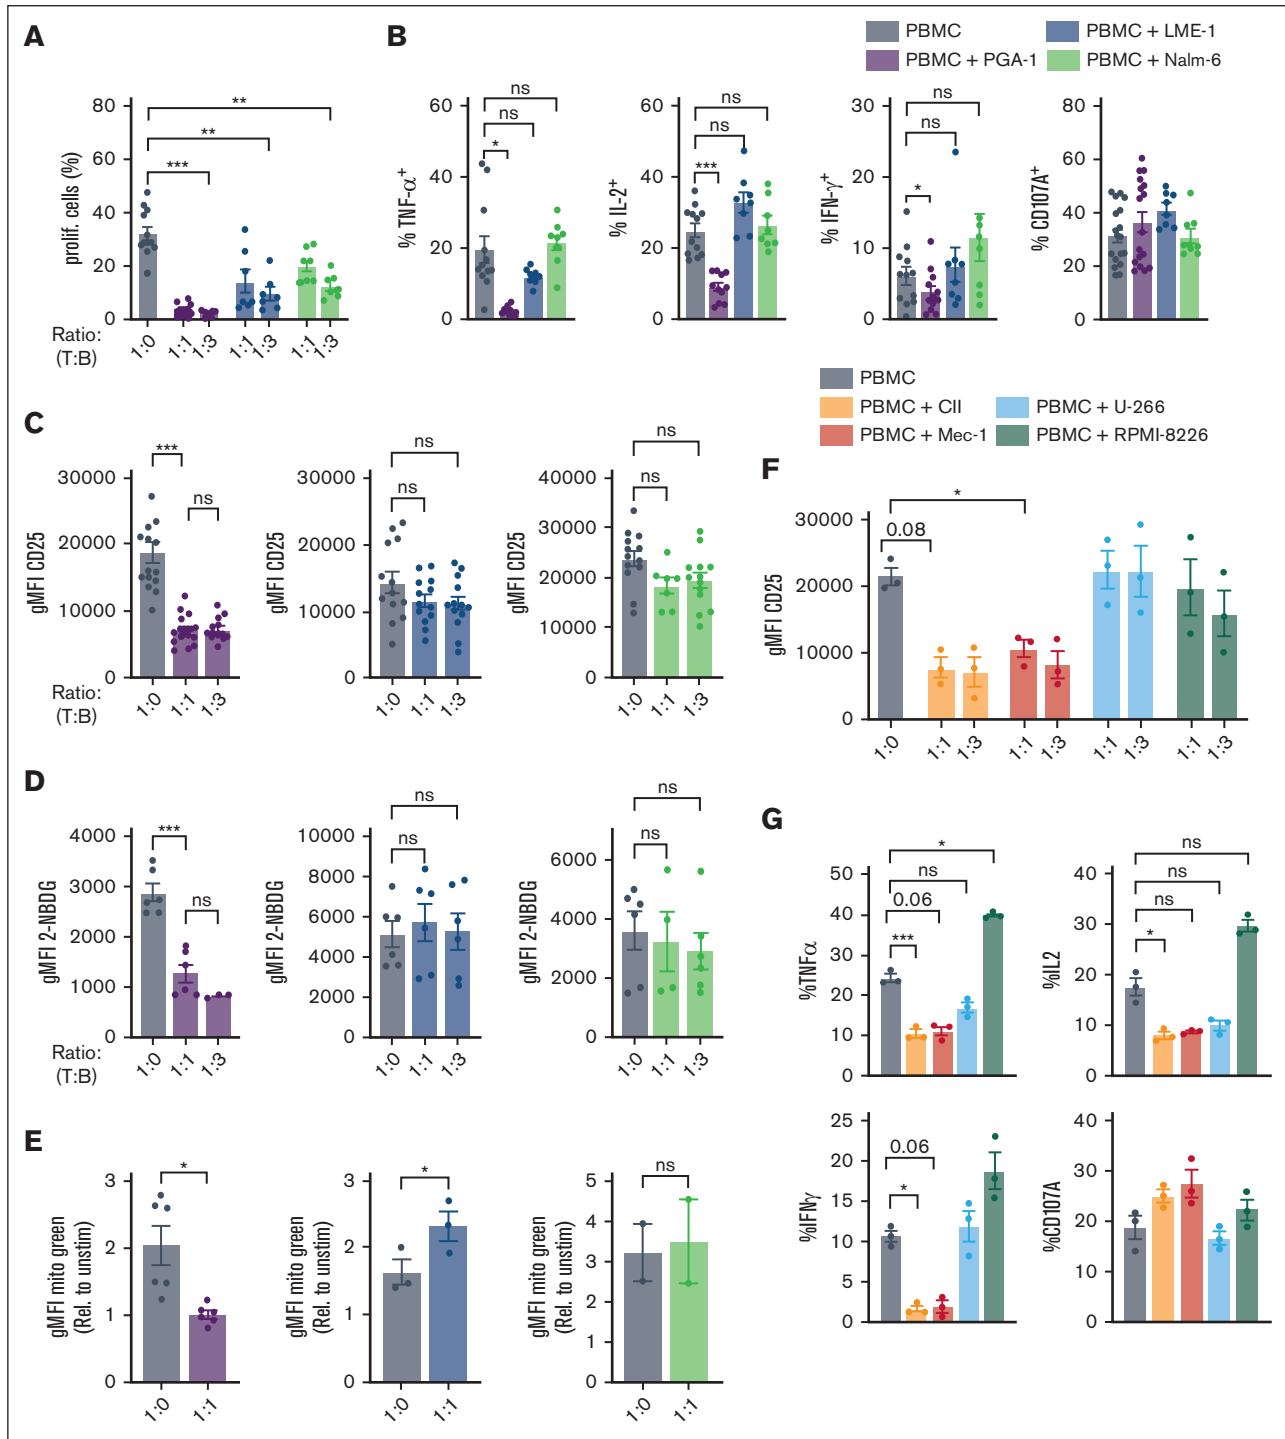 A
B
PBMC
PBMC + LME-1
PBMC + PGA-1
PBMC + Nalm-6
prolif. cells (%)
80
60
40
20
0
***
**
**
Ratio:
(T:B)
1:0
1:1
1:3
1:1
1:3
1:1
1:3
% TNF-α+
60
40
20
0
*
ns
ns
% IL-2+
60
40
20
0
***
ns
ns
% IFN-γ+
30
20
10
0
*
ns
ns
% CD107A+
80
60
40
20
0
C
gMFI CD25
30000
20000
10000
0
***
ns
Ratio:
(T:B)
1:0
1:1
1:3
gMFI CD25
30000
20000
10000
0
ns
ns
1:0
1:1
1:3
gMFI CD25
40000
30000
20000
10000
0
ns
ns
1:0
1:1
1:3
D
gMFI 2-NBDG
4000
3000
2000
1000
0
***
ns
Ratio:
(T:B)
1:0
1:1
1:3
gMFI 2-NBDG
10000
8000
6000
4000
2000
0
ns
ns
1:0
1:1
1:3
gMFI 2-NBDG
6000
4000
2000
0
ns
ns
1:0
1:1
1:3
E
gMFI mito green
(Rel. to unstim)
3
2
1
0
*
1:0
1:1
gMFI mito green
(Rel. to unstim)
3
2
1
0
*
1:0
1:1
gMFI mito green
(Rel. to unstim)
5
4
3
2
1
0
ns
1:0
1:1
PBMC
PBMC + CII
PBMC + U-266
PBMC + Mec-1
PBMC + RPMI-8226
F
gMFI CD25
30000
20000
10000
0
0.08
*
1:0
1:1
1:3
1:1
1:3
1:1
1:3
1:1
1:3
G
%TNFα
50
40
30
20
10
0
***
0.06
ns
*
%IL2
40
30
20
10
0
*
ns
ns
ns
%IFNγ
25
20
15
10
5
0
*
0.06
%CD107A
40
30
20
10
0